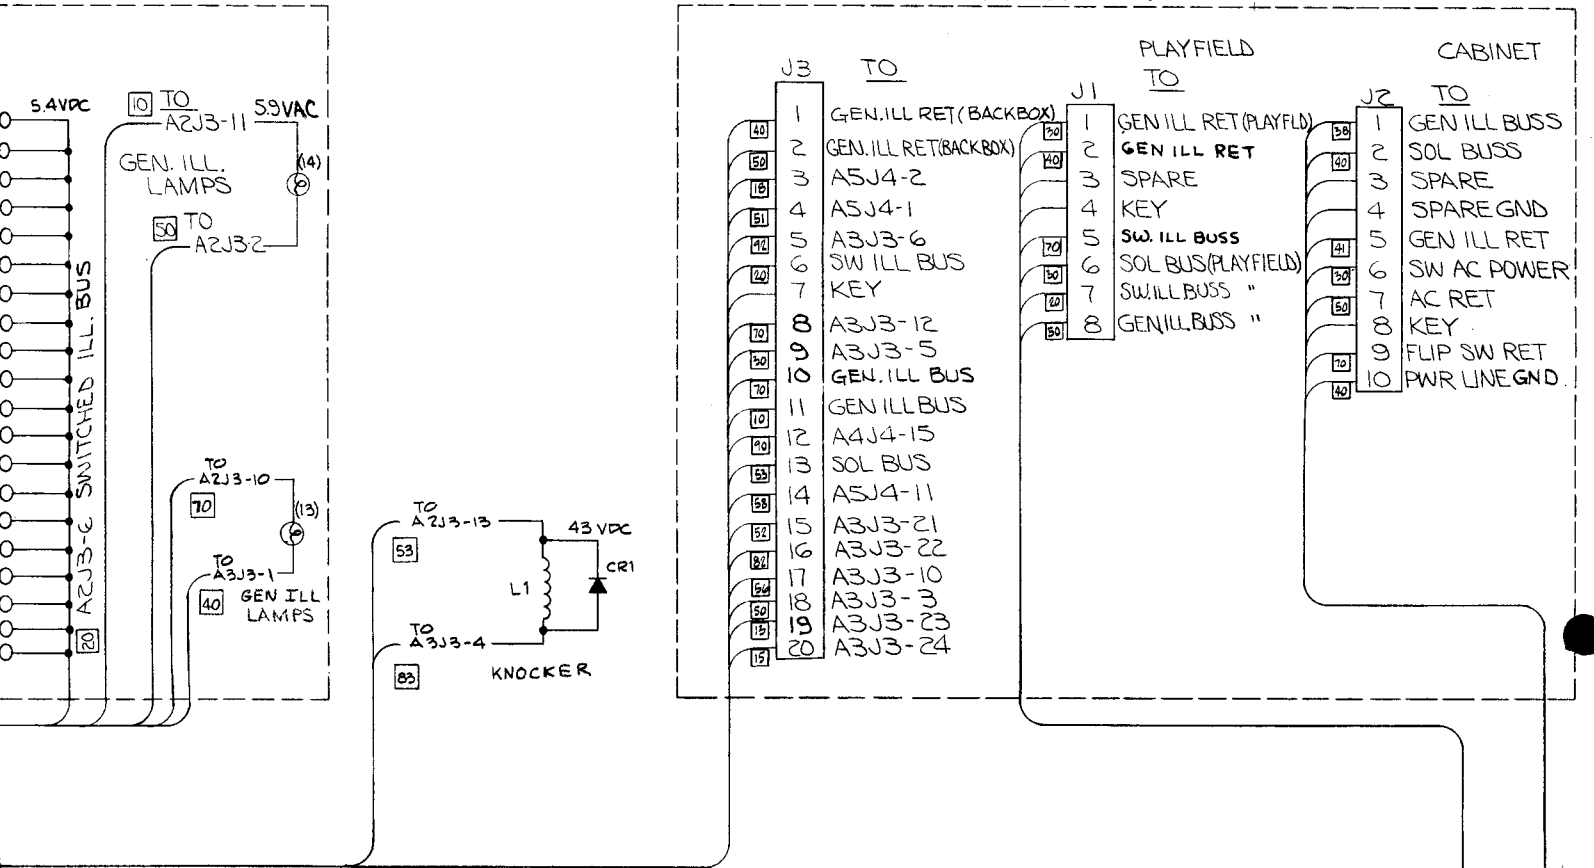 5.4VDC
10 TO
A2J3-11 5.9VAC
GEN. ILL.
LAMPS
(14)
50 TO
A2J3-2
A2J3-6 SWITCHED ILL. BUS
20
TO
A2J3-10
70
(13)
TO
A3J3-1
40 GEN ILL
LAMPS
TO
A2J3-13
53
43 VDC
L1
CR1
TO
A3J3-4
83
KNOCKER
J3 TO
40 1 GEN.ILL RET(BACKBOX)
50 2 GEN.ILL RET(BACKBOX)
18 3 A5J4-2
51 4 A5J4-1
92 5 A3J3-6
20 6 SW ILL BUS
7 KEY
70 8 A3J3-12
30 9 A3J3-5
70 10 GEN. ILL BUS
10 11 GEN ILL BUS
90 12 A4J4-15
53 13 SOL BUS
58 14 A5J4-11
52 15 A3J3-21
82 16 A3J3-22
56 17 A3J3-10
50 18 A3J3-3
13 19 A3J3-23
15 20 A3J3-24
PLAYFIELD
J1 TO
30 1 GEN ILL RET(PLAYFLD)
40 2 GEN ILL RET
3 SPARE
4 KEY
70 5 SW. ILL BUSS
30 6 SOL BUS(PLAYFIELD)
20 7 SW.ILL BUSS "
50 8 GEN ILL.BUSS "
CABINET
J2 TO
38 1 GEN ILL BUSS
40 2 SOL BUSS
3 SPARE
4 SPARE GND
41 5 GEN ILL RET
30 6 SW AC POWER
50 7 AC RET
8 KEY
70 9 FLIP SW RET
40 10 PWR LINE GND.